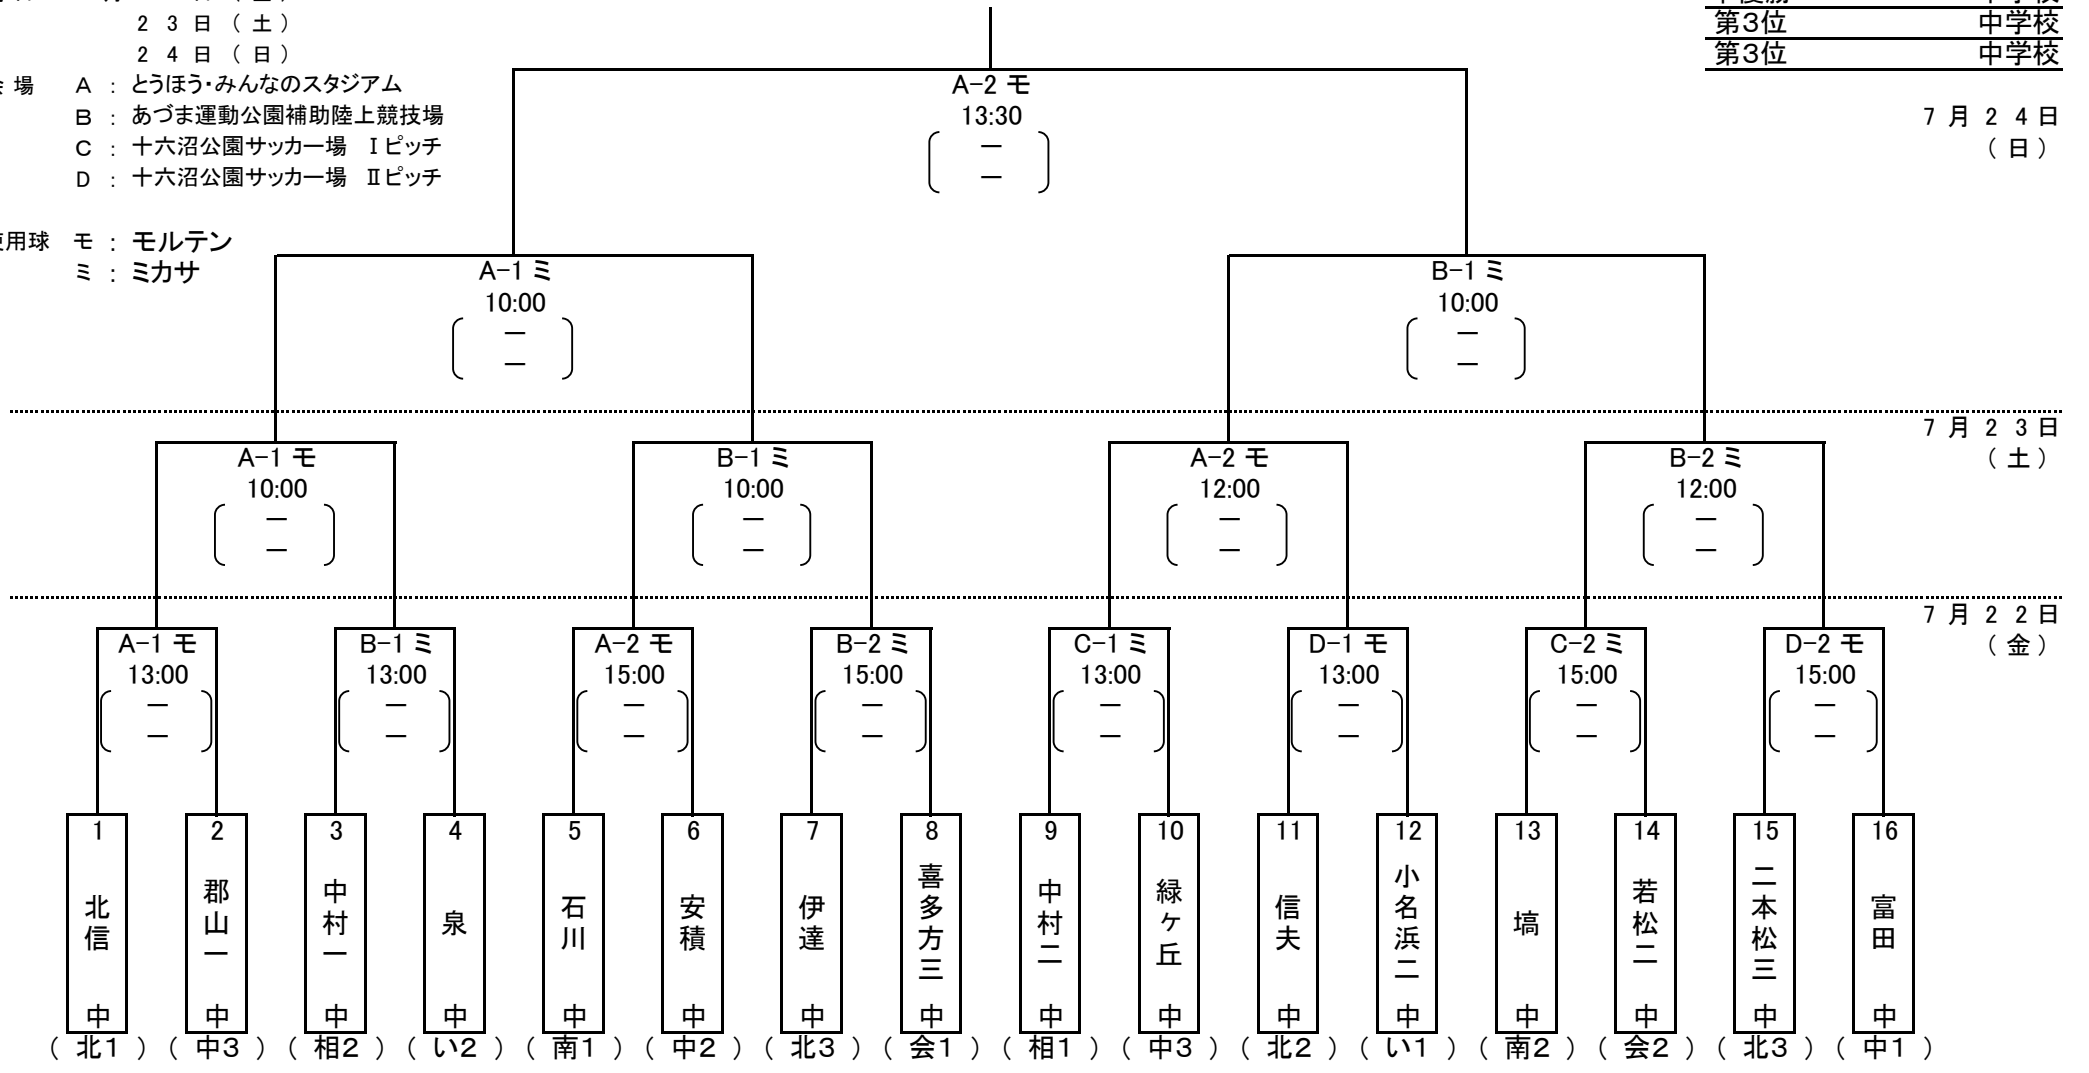 第3位 中学校
第3位 中学校
23日(土)
24日(日)
場 A : とうほう・みんなのスタジアム
B : あづま運動公園補助陸上競技場
C : 十六沼公園サッカー場 Ⅰピッチ
D : 十六沼公園サッカー場 Ⅱピッチ
用球 モ : モルテン
ミ : ミカサ
A-2 モ
13:30
7月24日
(日)
A-1 ミ B-1 ミ
10:00 10:00
7月23日
(土)
A-1 モ B-1 ミ A-2 モ B-2 ミ
10:00 10:00 12:00 12:00
7月22日
(金)
A-1 モ B-1 ミ A-2 モ B-2 ミ C-1 ミ D-1 モ C-2 ミ D-2 モ
13:00 13:00 15:00 15:00 13:00 13:00 15:00 15:00
1 北信 中 (北1)
2 郡山一 中 (中3)
3 中村一 中 (相2)
4 泉 中 (い2)
5 石川 中 (南1)
6 安積 中 (中2)
7 伊達 中 (北3)
8 喜多方三 中 (会1)
9 中村二 中 (相1)
10 緑ヶ丘 中 (中3)
11 信夫 中 (北2)
12 小名浜二 中 (い1)
13 塙 中 (南2)
14 若松二 中 (会2)
15 二本松三 中 (北3)
16 富田 中 (中1)